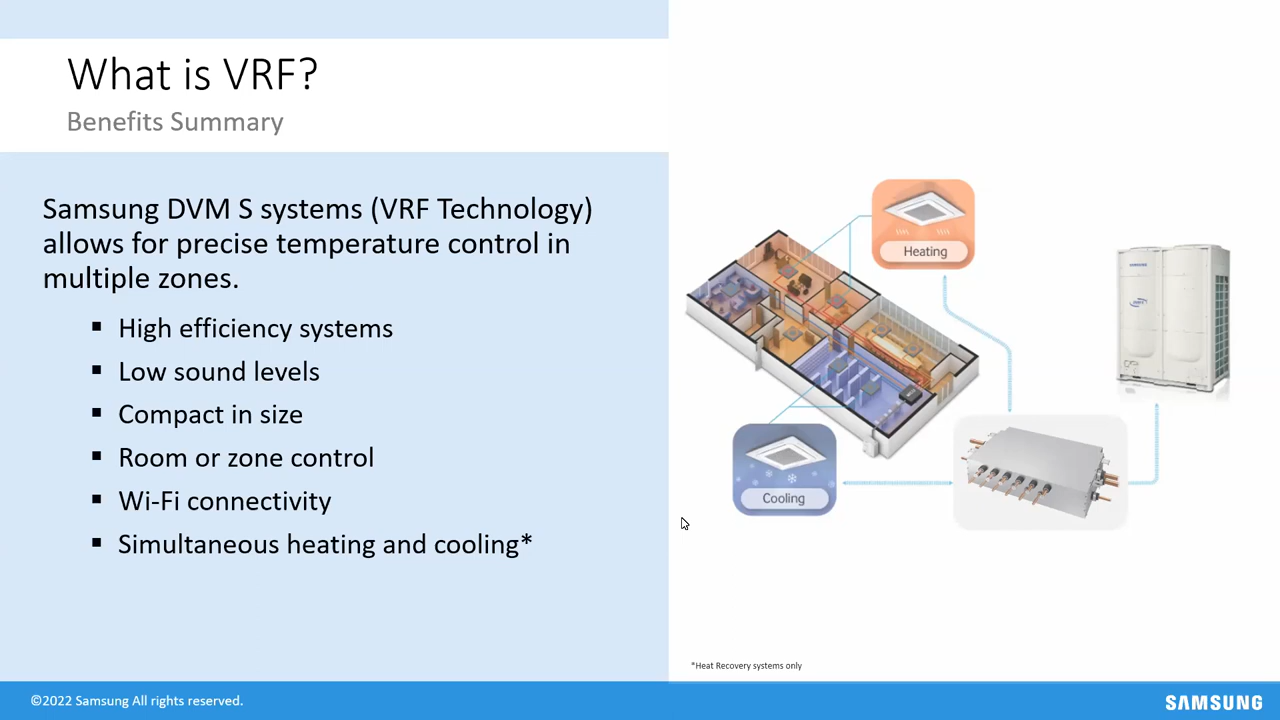 What is VRF?
Benefits Summary
Samsung DVM S systems (VRF Technology)
allows for precise temperature control in
multiple zones.
▪ High efficiency systems
▪ Low sound levels
▪ Compact in size
▪ Room or zone control
▪ Wi-Fi connectivity
▪ Simultaneous heating and cooling*
Heating
SAMSUNG
Cooling
*Heat Recovery systems only
©2022 Samsung All rights reserved.
SAMSUNG